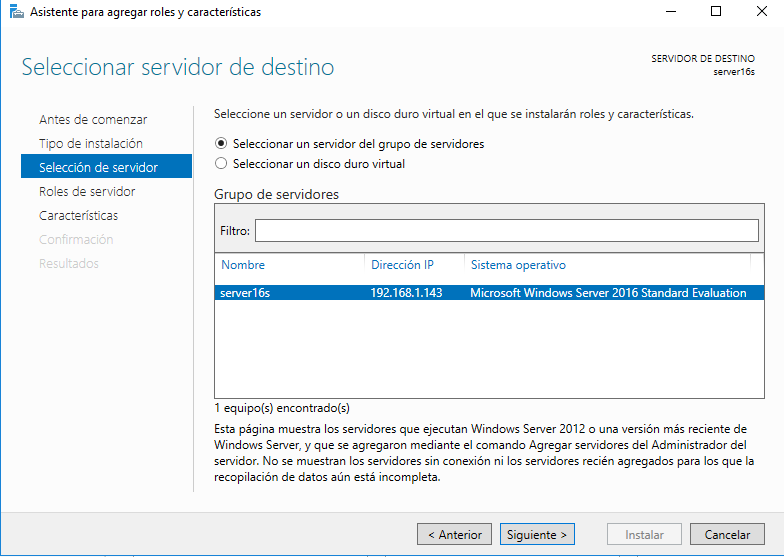 Asistente para agregar roles y características
Seleccionar servidor de destino
SERVIDOR DE DESTINO
server16s
Antes de comenzar
Tipo de instalación
Selección de servidor
Roles de servidor
Características
Confirmación
Resultados
Seleccione un servidor o un disco duro virtual en el que se instalarán roles y características.
Seleccionar un servidor del grupo de servidores
Seleccionar un disco duro virtual
Grupo de servidores
Filtro:
Nombre Dirección IP Sistema operativo
server16s 192.168.1.143 Microsoft Windows Server 2016 Standard Evaluation
1 equipo(s) encontrado(s)
Esta página muestra los servidores que ejecutan Windows Server 2012 o una versión más reciente de
Windows Server, y que se agregaron mediante el comando Agregar servidores del Administrador del
servidor. No se muestran los servidores sin conexión ni los servidores recién agregados para los que la
recopilación de datos aún está incompleta.
< Anterior Siguiente > Instalar Cancelar